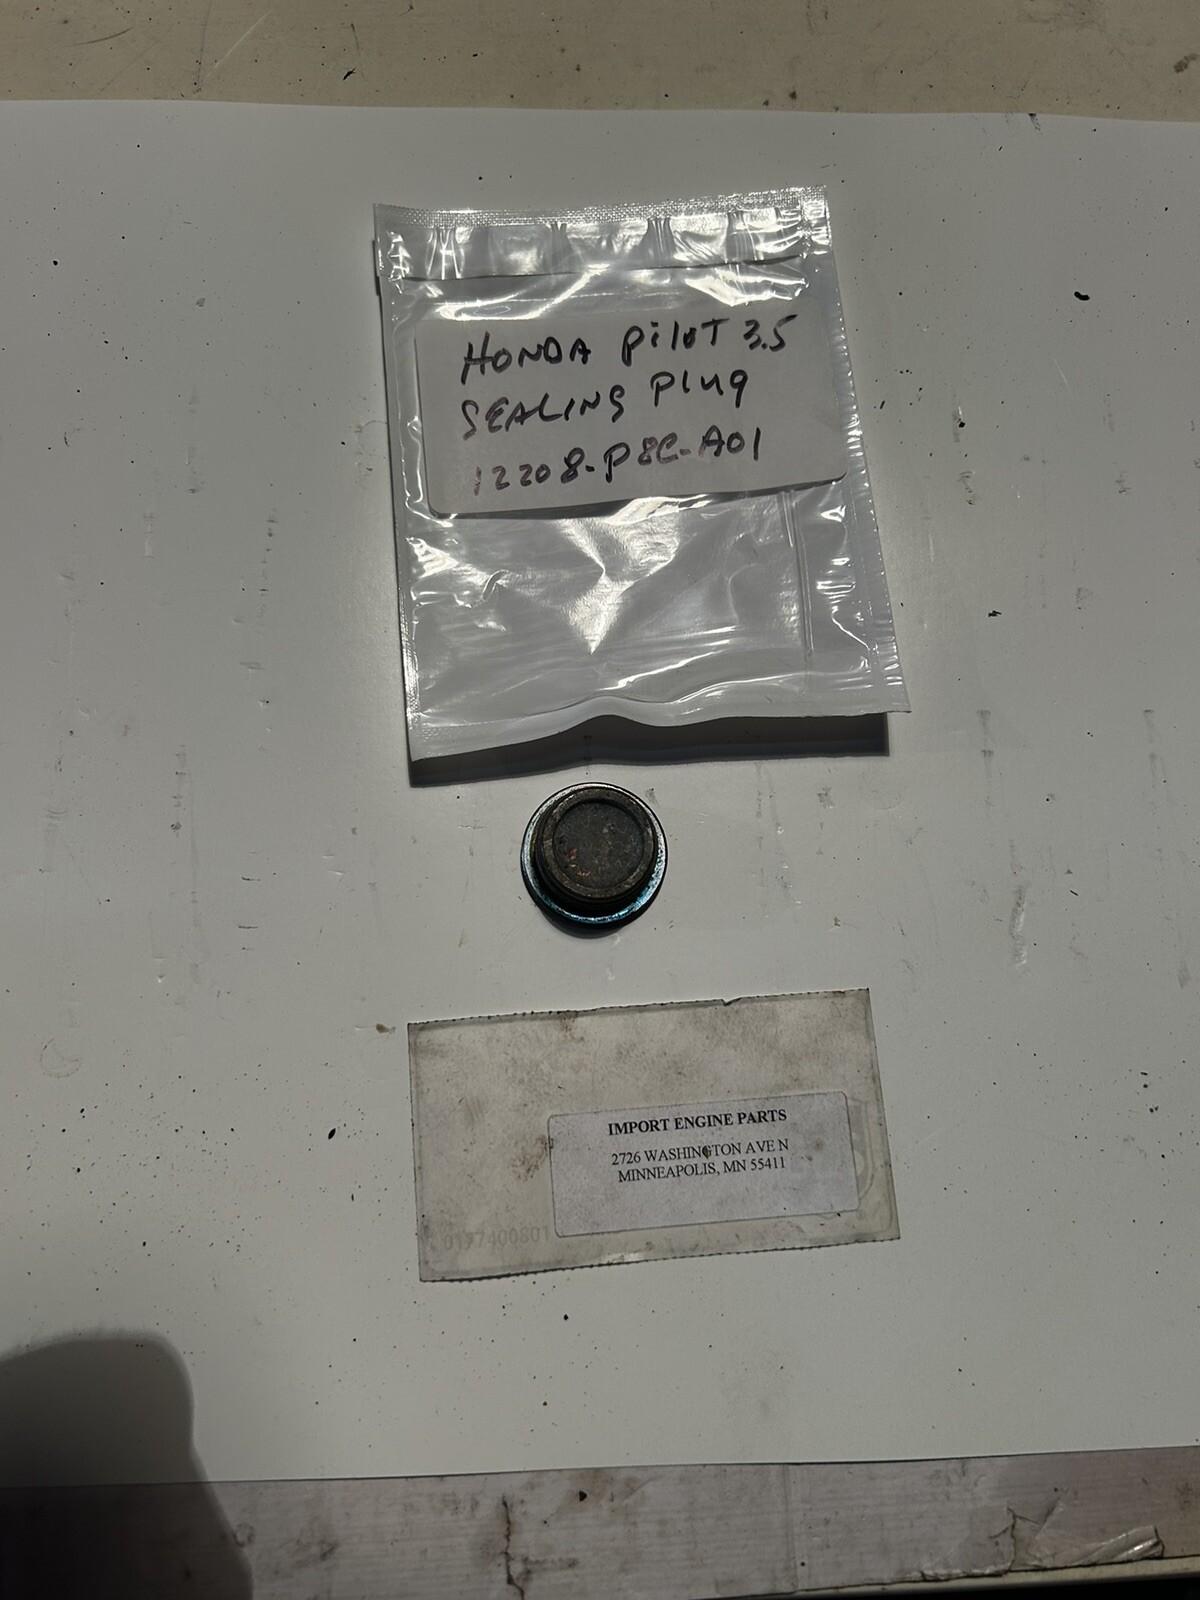 HONDA PilOT 3.5
SEALING Plug
12208-P8C-A01
IMPORT ENGINE PARTS
2726 WASHINGTON AVE N
MINNEAPOLIS, MN 55411